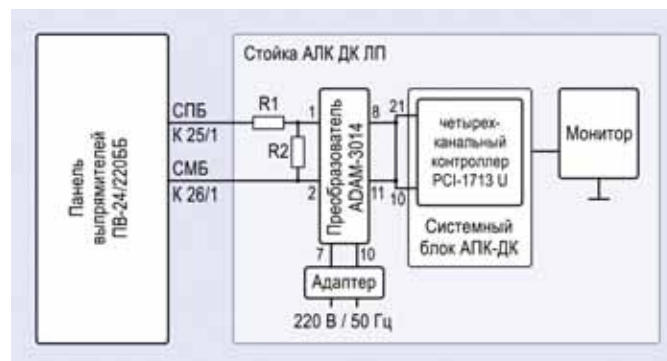 Стойка АЛК ДК ЛП
Панель
выпрямителей
ПВ-24/220ББ
СПБ
К 25/1
СМБ
К 26/1
R1
R2
1
2
Преобразователь
ADAM-3014
8
11
7
10
Адаптер
220 В / 50 Гц
21
10
четырех-
канальный
контроллер
PCI-1713 U
Системный
блок АПК-ДК
Монитор